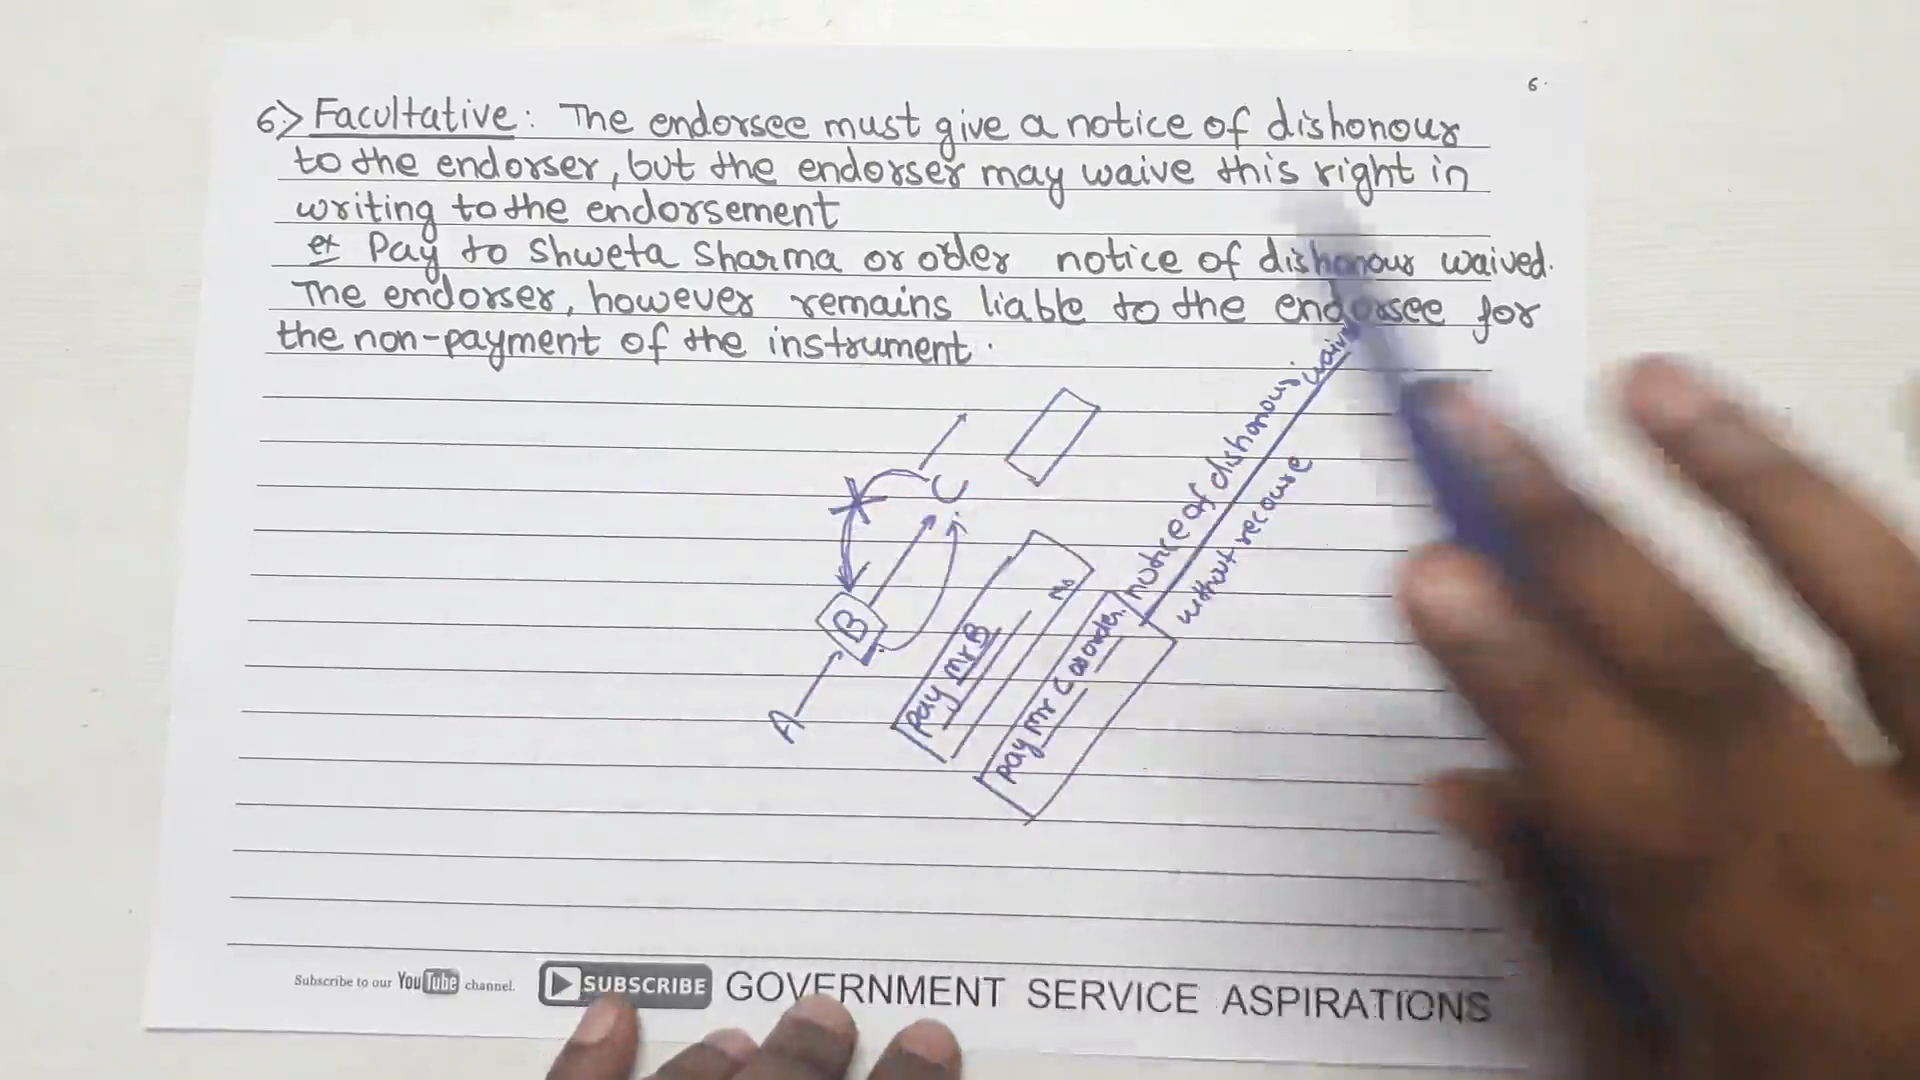 6.
6> Facultative: The endorsee must give a notice of dishonour
to the endorser, but the endorser may waive this right in
writing to the endorsement
ex Pay to Shweta Sharma or order notice of dishonour waived.
The endorser, however remains liable to the endorsee for
the non-payment of the instrument.
C
B
A
Pay Mr B
Pay Mr C or order. notice of dishonour
without recourse
Subscribe to our YouTube channel. SUBSCRIBE GOVERNMENT SERVICE ASPIRATIONS